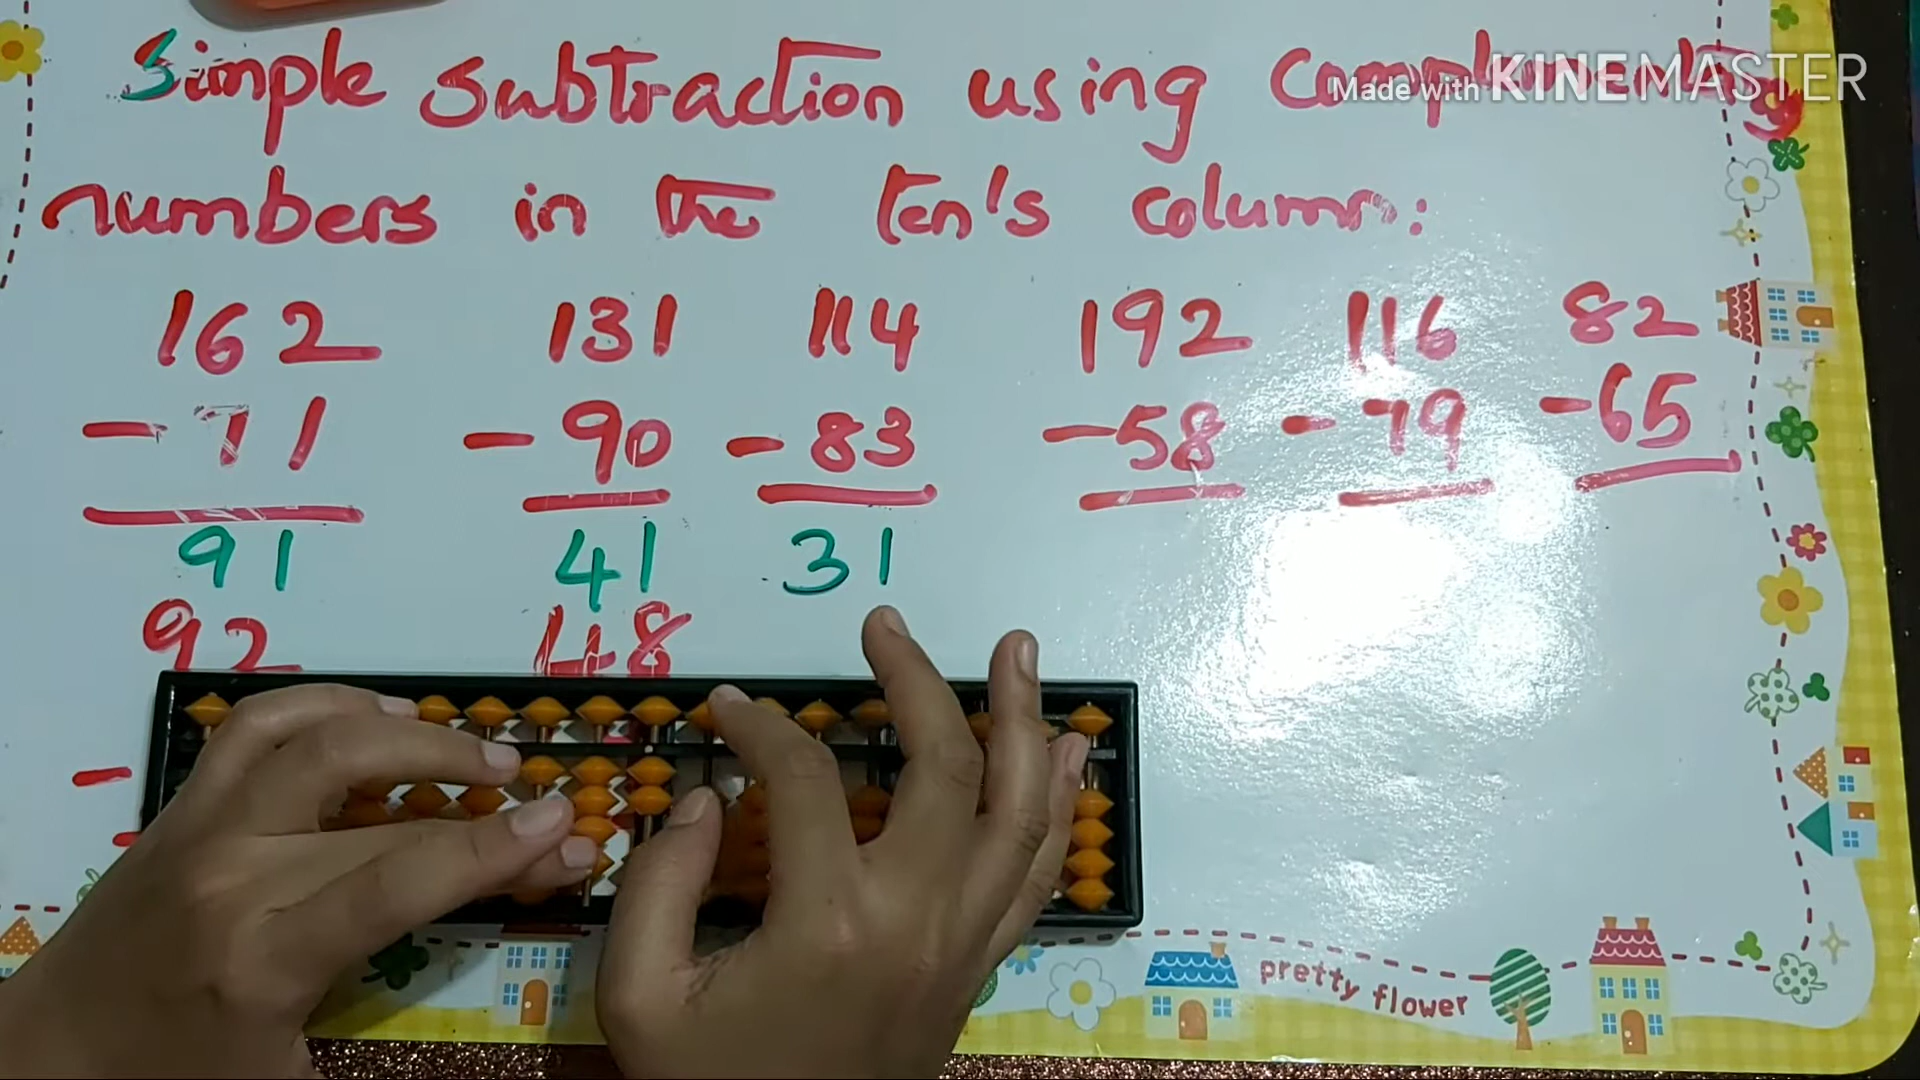 Simple subtraction using complementary
Made with KINEMASTER
numbers in the ten's column:
162 131 114 192 116 82
-71 -90 -83 -58 -79 -65
91 41 31
92 148
-
pretty flower